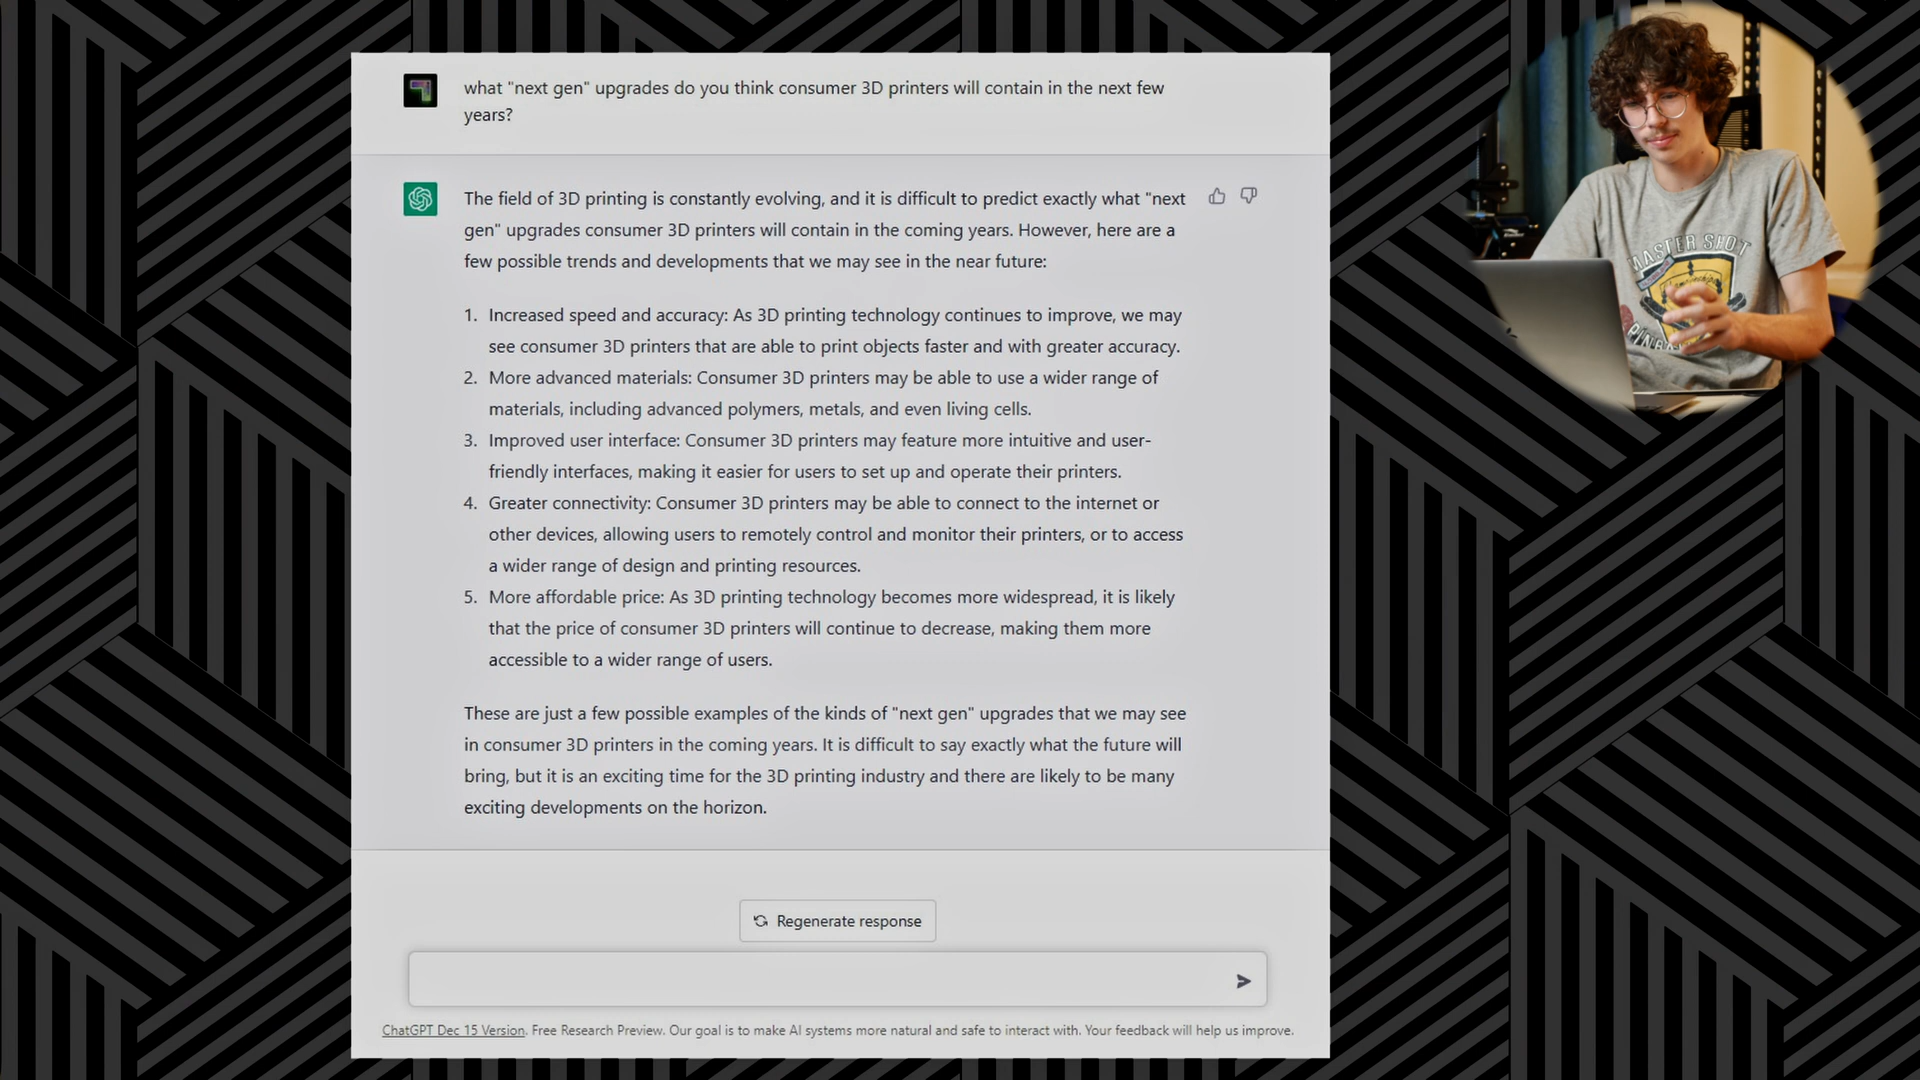 what "next gen" upgrades do you think consumer 3D printers will contain in the next few
years?
The field of 3D printing is constantly evolving, and it is difficult to predict exactly what "next
gen" upgrades consumer 3D printers will contain in the coming years. However, here are a
few possible trends and developments that we may see in the near future:
1. Increased speed and accuracy: As 3D printing technology continues to improve, we may
see consumer 3D printers that are able to print objects faster and with greater accuracy.
2. More advanced materials: Consumer 3D printers may be able to use a wider range of
materials, including advanced polymers, metals, and even living cells.
3. Improved user interface: Consumer 3D printers may feature more intuitive and user-
friendly interfaces, making it easier for users to set up and operate their printers.
4. Greater connectivity: Consumer 3D printers may be able to connect to the internet or
other devices, allowing users to remotely control and monitor their printers, or to access
a wider range of design and printing resources.
5. More affordable price: As 3D printing technology becomes more widespread, it is likely
that the price of consumer 3D printers will continue to decrease, making them more
accessible to a wider range of users.
These are just a few possible examples of the kinds of "next gen" upgrades that we may see
in consumer 3D printers in the coming years. It is difficult to say exactly what the future will
bring, but it is an exciting time for the 3D printing industry and there are likely to be many
exciting developments on the horizon.
Regenerate response
ChatGPT Dec 15 Version. Free Research Preview. Our goal is to make AI systems more natural and safe to interact with. Your feedback will help us improve.
MASTER SHOT